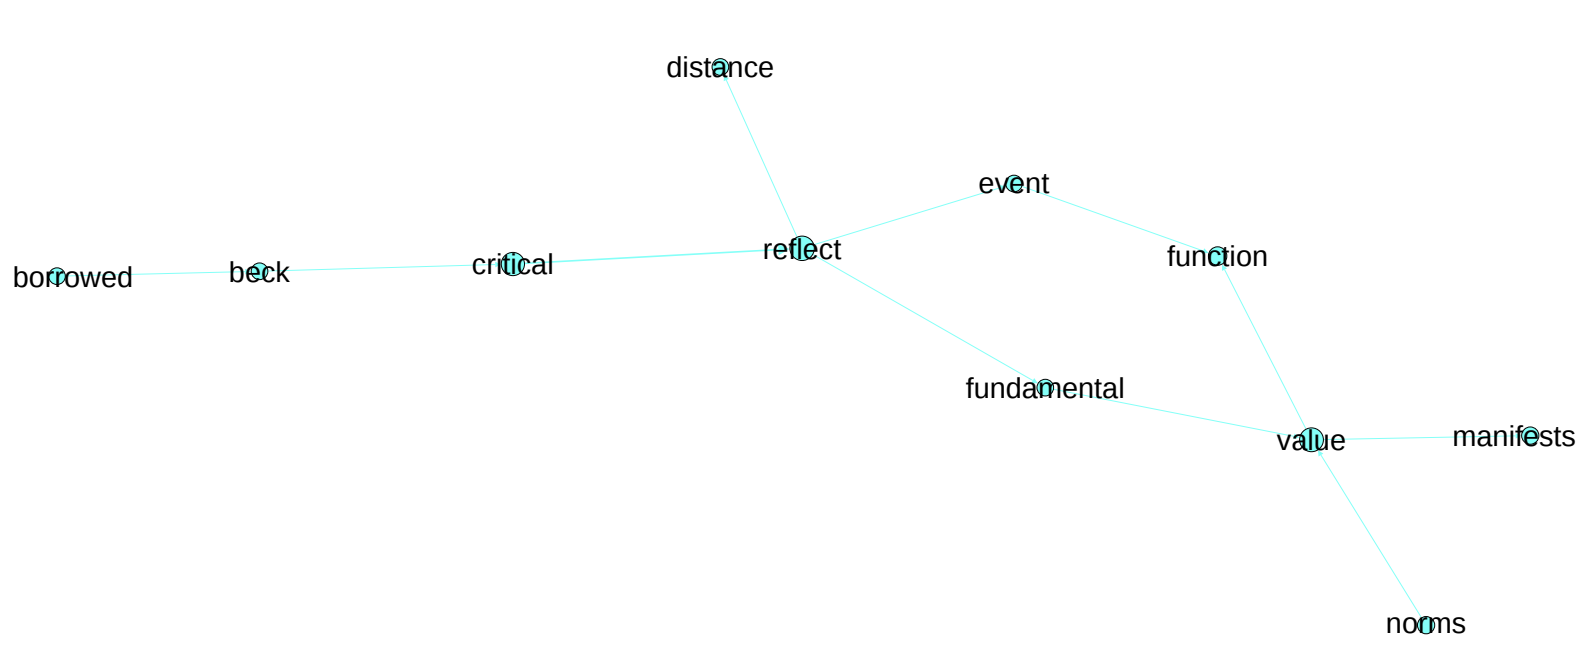 distance
event
reflect
function
critical
beck
borrowed
fundamental
manifests
value
norms